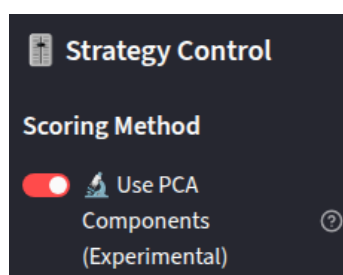 🎚️ Strategy Control
Scoring Method
🔬 Use PCA
Components
(Experimental)